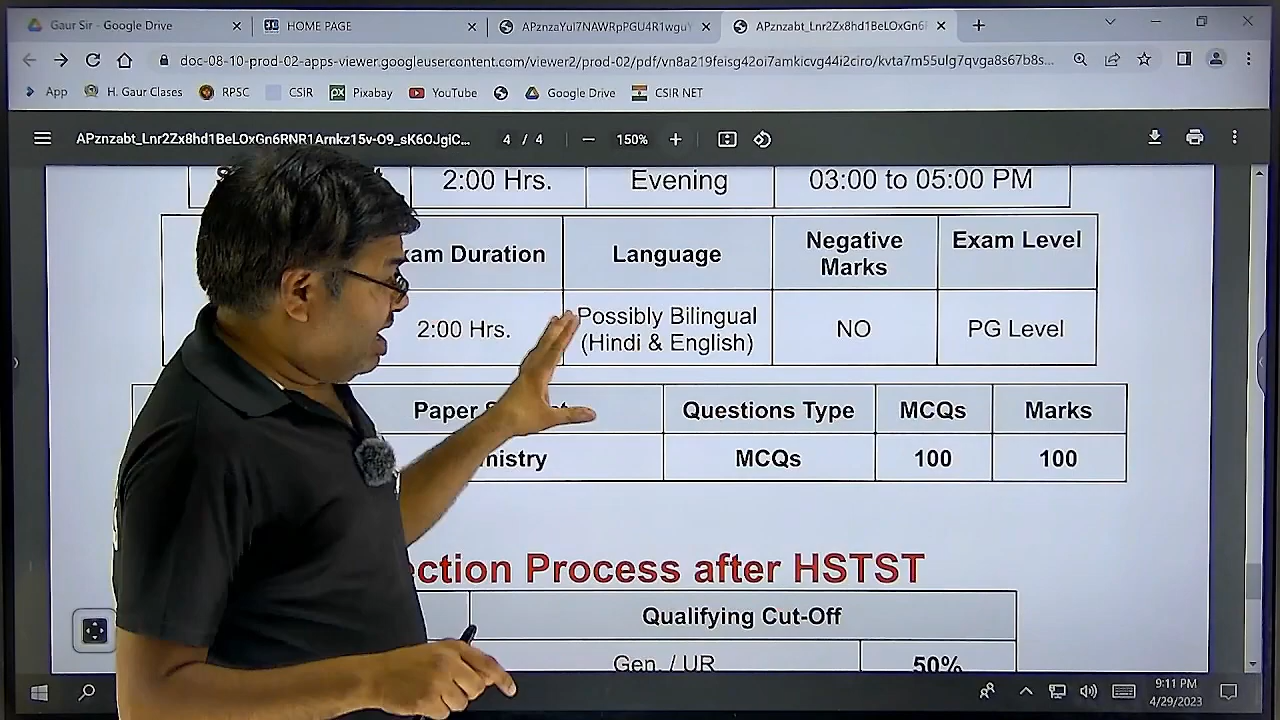 Gaur Sir - Google Drive
HOME PAGE
APznzaYuI7NAWRpPGU4R1wguY
APznzabt_Lnr2Zx8hd1BeLOxGn6
doc-08-10-prod-02-apps-viewer.googleusercontent.com/viewer2/prod-02/pdf/vn8a219feisg42oi7amkicvg44i2ciro/kvta7m55ulg7qvga8s67b8s...
App
H. Gaur Clases
RPSC
CSIR
Pixabay
YouTube
Google Drive
CSIR NET
APznzabt_Lnr2Zx8hd1BeLOxGn6RNR1Arnkz15v-O9_sK6OJgiC...
4 / 4
150%
2:00 Hrs.
Evening
03:00 to 05:00 PM
xam Duration
Language
Negative
Marks
Exam Level
2:00 Hrs.
Possibly Bilingual
(Hindi & English)
NO
PG Level
Paper S
Questions Type
MCQs
Marks
nistry
MCQs
100
100
ction Process after HSTST
Qualifying Cut-Off
Gen. / UR
50%
9:11 PM
4/29/2023